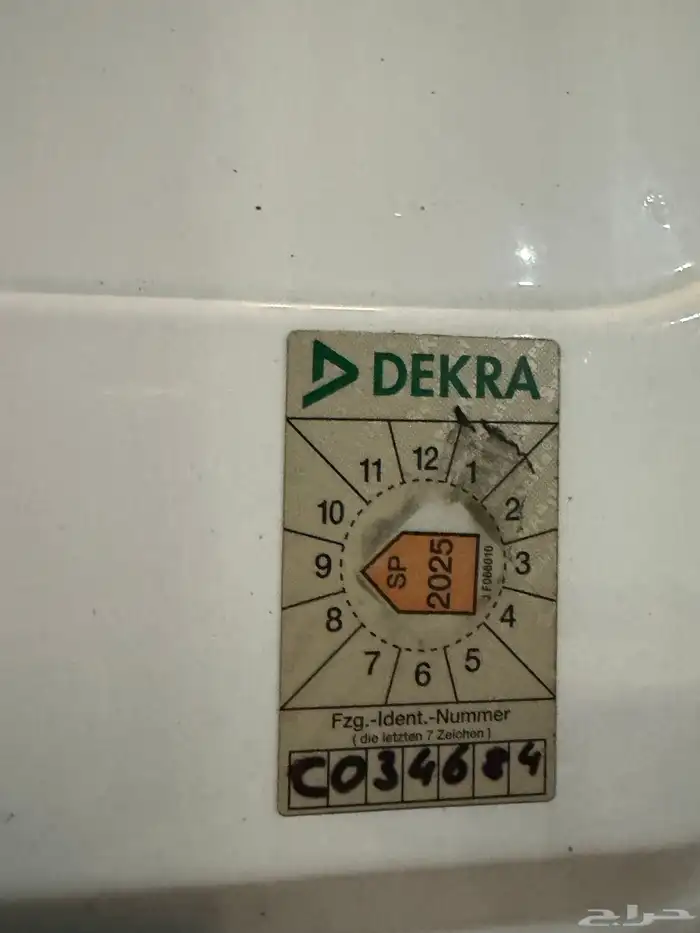 DEKRA
11 12 1
10 2
9 3
8 4
7 6 5
SP 2025
Fzg.-Ident.-Nummer
( die letzten 7 Zeichen )
C034684
حراج